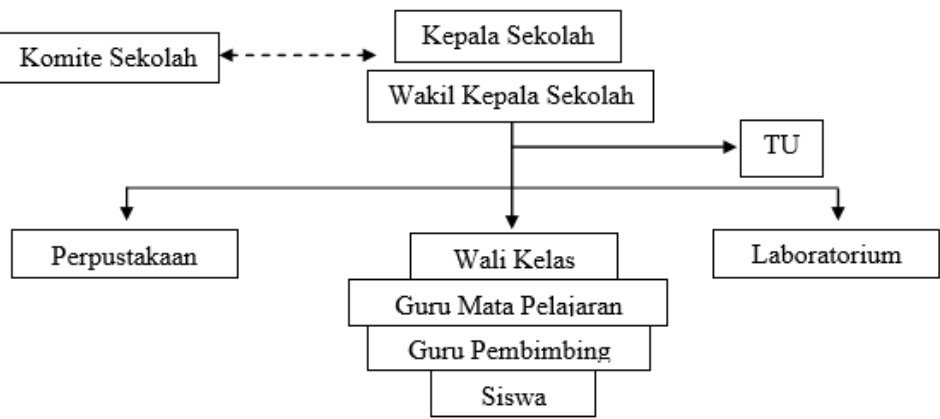 Kepala Sekolah
Komite Sekolah
Wakil Kepala Sekolah
TU
Perpustakaan
Wali Kelas
Laboratorium
Guru Mata Pelajaran
Guru Pembimbing
Siswa